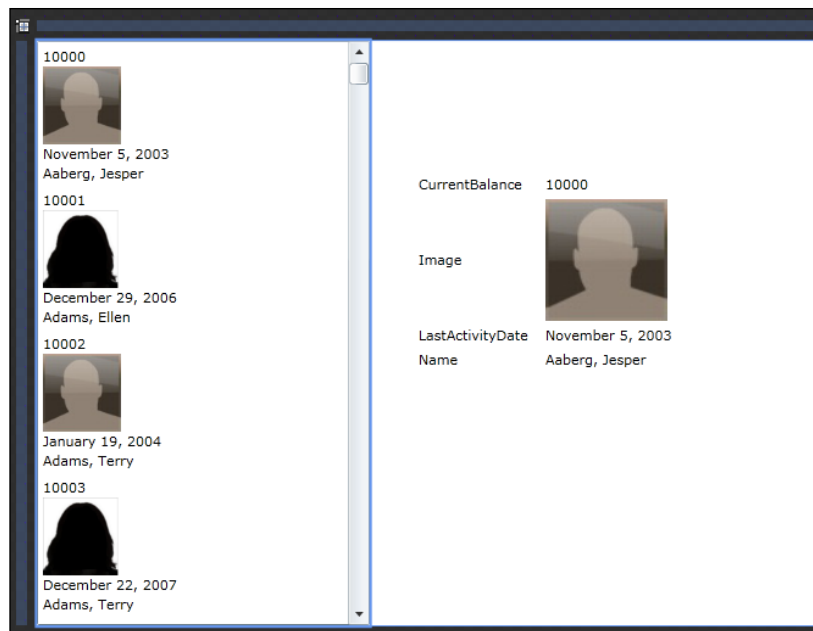 10000
November 5, 2003
Aaberg, Jesper
10001
December 29, 2006
Adams, Ellen
10002
January 19, 2004
Adams, Terry
10003
December 22, 2007
Adams, Terry
CurrentBalance 10000
Image
LastActivityDate November 5, 2003
Name Aaberg, Jesper